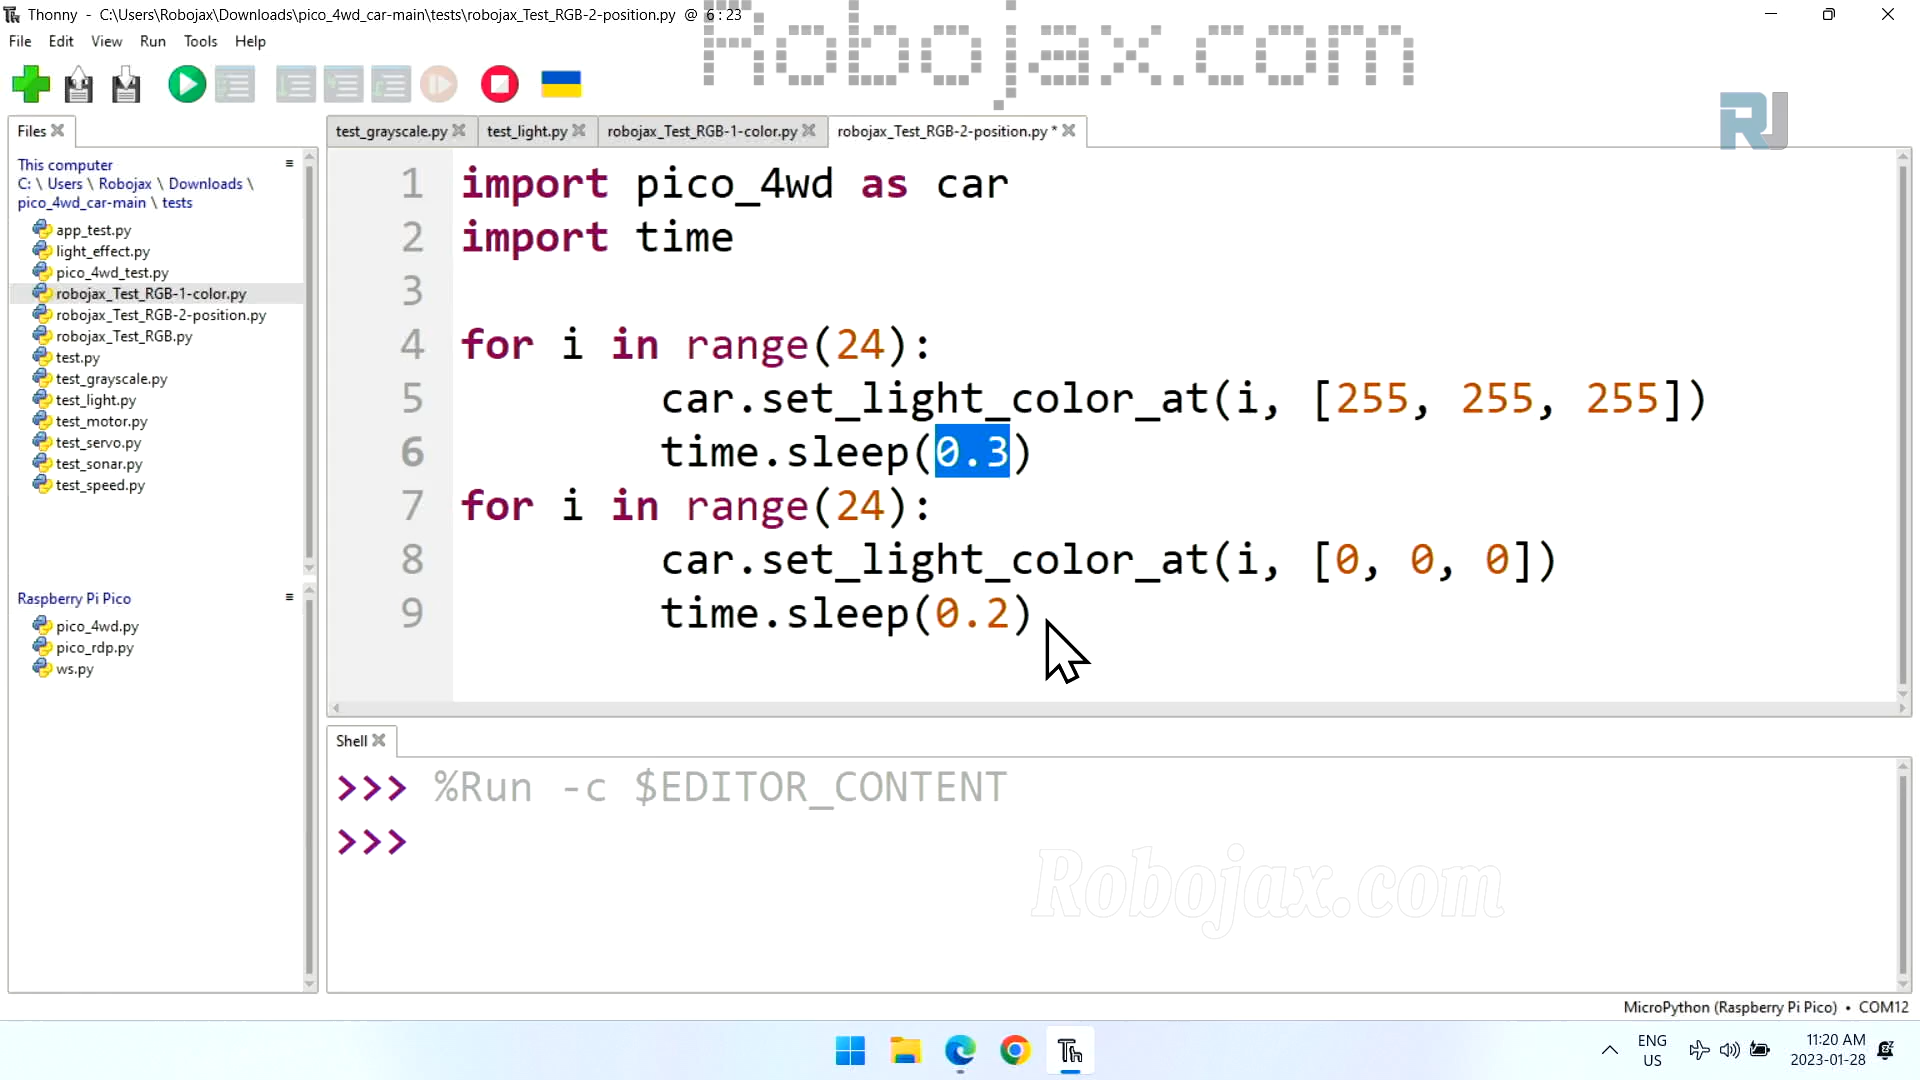 Thonny - C:\Users\Robojax\Downloads\pico_4wd_car-main\tests\robojax_Test_RGB-2-position.py @ 6:23
Robojax.com
File Edit View Run Tools Help
RJ
Files
test_grayscale.py test_light.py robojax_Test_RGB-1-color.py robojax_Test_RGB-2-position.py *
This computer
C: \ Users \ Robojax \ Downloads \
pico_4wd_car-main \ tests
app_test.py
light_effect.py
pico_4wd_test.py
robojax_Test_RGB-1-color.py
robojax_Test_RGB-2-position.py
robojax_Test_RGB.py
test.py
test_grayscale.py
test_light.py
test_motor.py
test_servo.py
test_sonar.py
test_speed.py
Raspberry Pi Pico
pico_4wd.py
pico_rdp.py
ws.py
1 import pico_4wd as car
2 import time
3
4 for i in range(24):
5 car.set_light_color_at(i, [255, 255, 255])
6 time.sleep(0.3)
7 for i in range(24):
8 car.set_light_color_at(i, [0, 0, 0])
9 time.sleep(0.2)
Shell
>>> %Run -c $EDITOR_CONTENT
>>>
Robojax.com
MicroPython (Raspberry Pi Pico) • COM12
Th
ENG
US
11:20 AM
2023-01-28